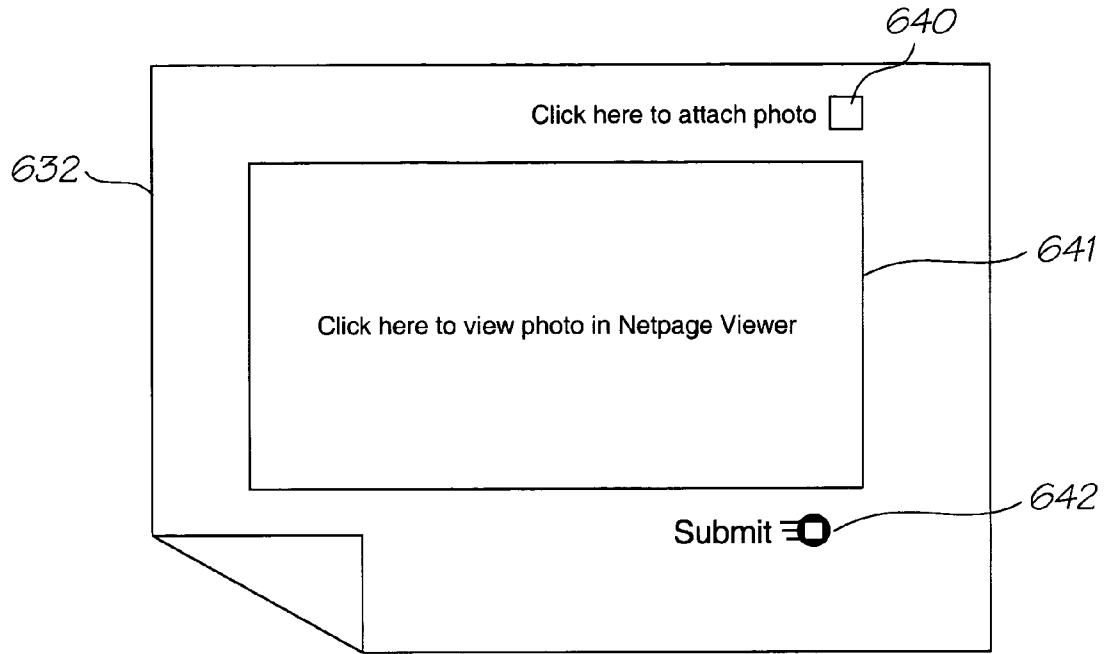 640
Click here to attach photo
632
641
Click here to view photo in Netpage Viewer
642
Submit